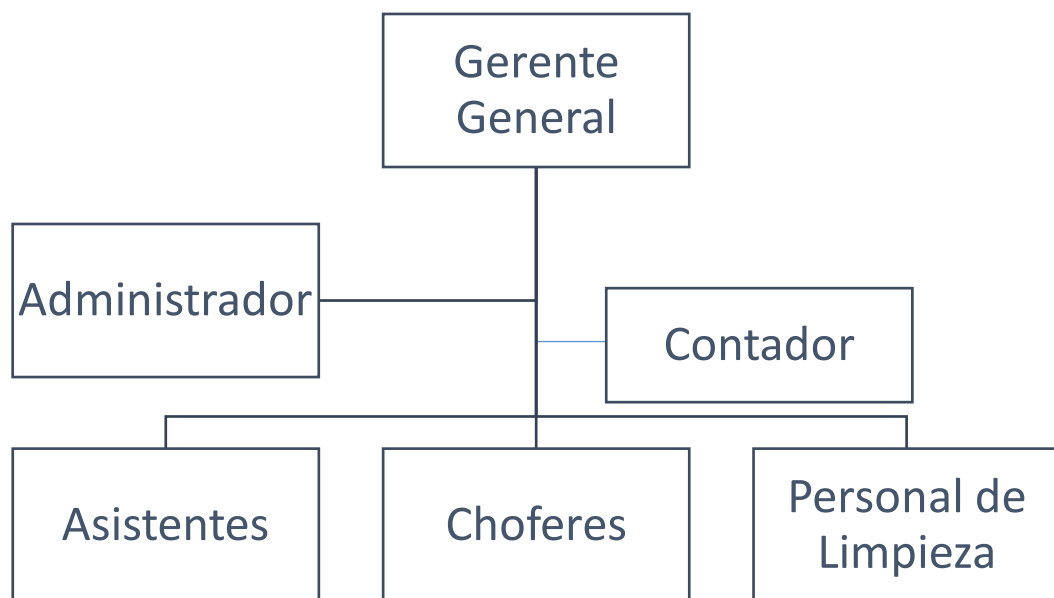 Gerente
General
Administrador
Contador
Asistentes
Choferes
Personal de
Limpieza